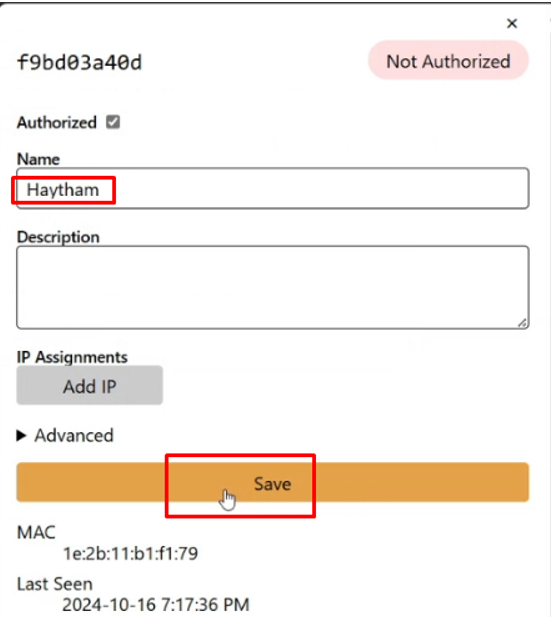 ×
f9bd03a40d
Not Authorized
Authorized
Name
Haytham
Description
IP Assignments
Add IP
▶ Advanced
Save
MAC
1e:2b:11:b1:f1:79
Last Seen
2024-10-16 7:17:36 PM